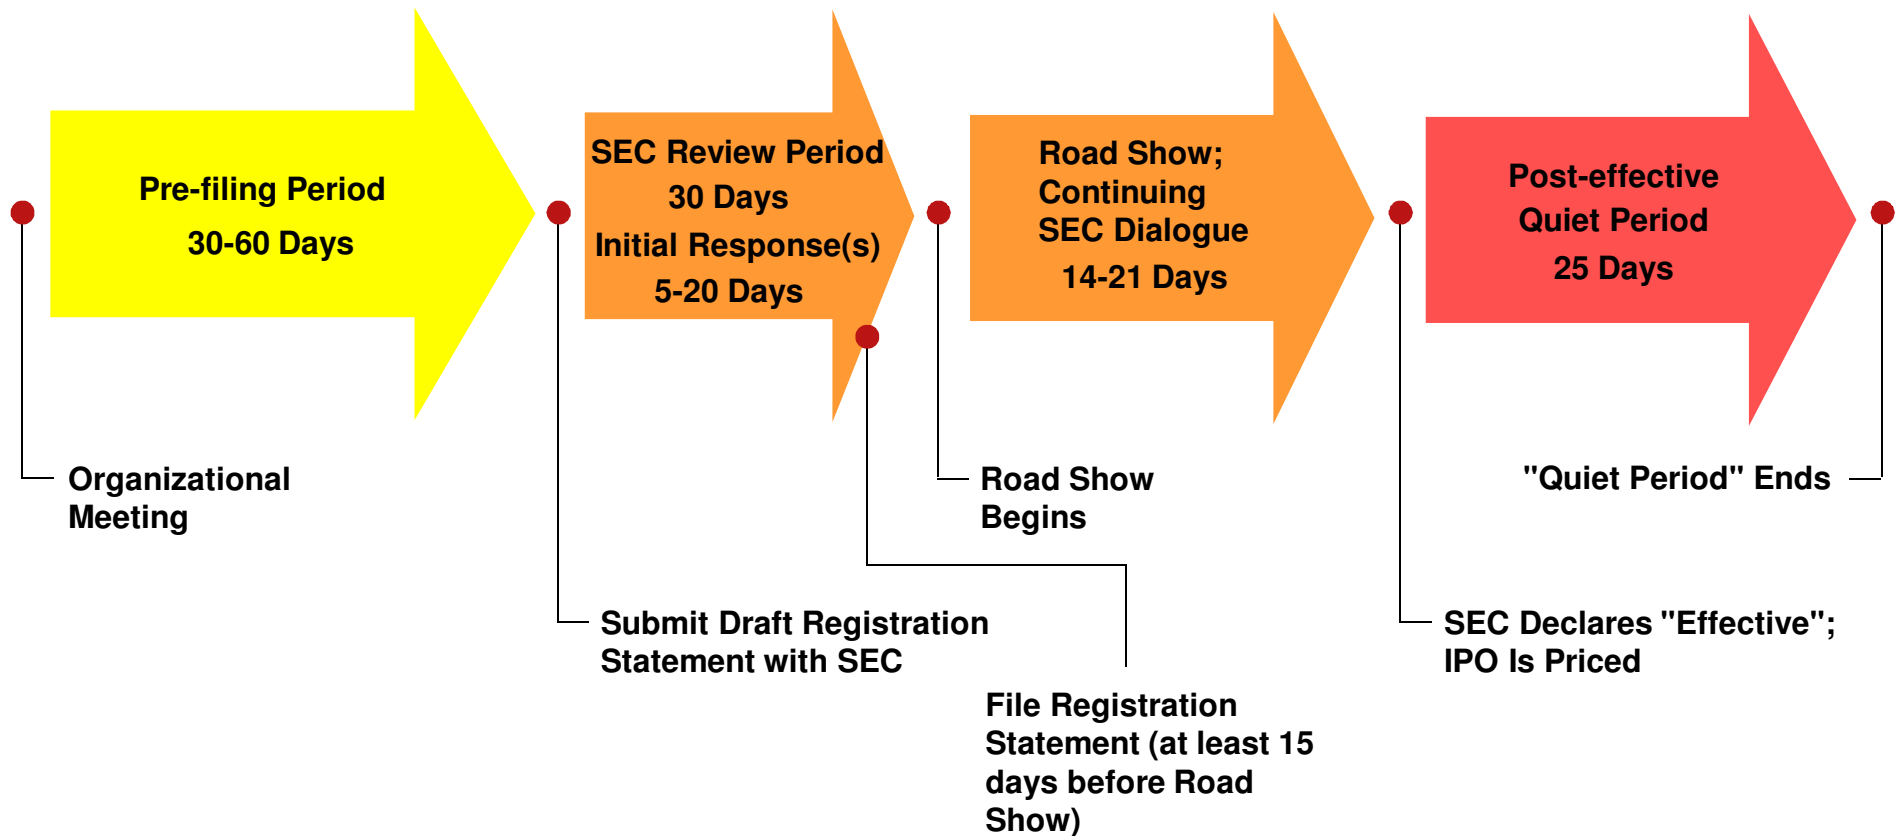 Pre-filing Period
30-60 Days
SEC Review Period
30 Days
Initial Response(s)
5-20 Days
Road Show;
Continuing
SEC Dialogue
14-21 Days
Post-effective
Quiet Period
25 Days
Organizational
Meeting
Road Show
Begins
"Quiet Period" Ends
Submit Draft Registration
Statement with SEC
SEC Declares "Effective";
IPO Is Priced
File Registration
Statement (at least 15
days before Road
Show)